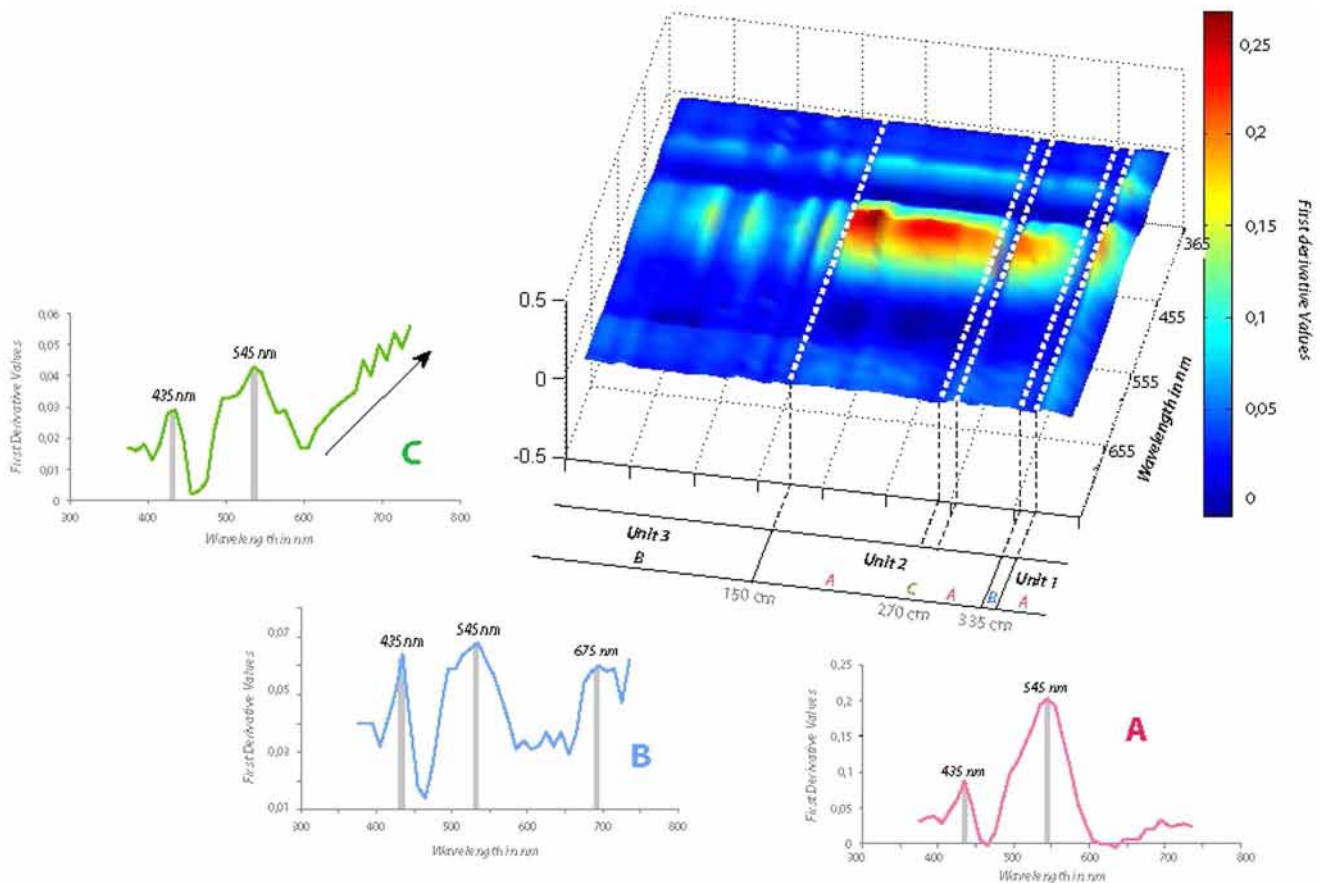 0,25
0,2
0,15
0,1
0,05
0
First derivative Values
365
455
555
655
Wavelength in nm
0.5
0
-0.5
Unit 3
B
Unit 2
A
C
A
B
Unit 1
A
150 cm
270 cm
335 cm
0,06
0,05
0,04
0,03
0,02
0,01
0
First Derivative Values
435 nm
545 nm
C
300 400 500 600 700 800
Wavelength in nm
0,07
0,05
0,03
0,01
First Derivative Values
435 nm
545 nm
675 nm
B
300 400 500 600 700 800
Wavelength in nm
0,25
0,2
0,15
0,1
0,05
0
First Derivative Values
435 nm
545 nm
A
300 400 500 600 700 800
Wavelength in nm